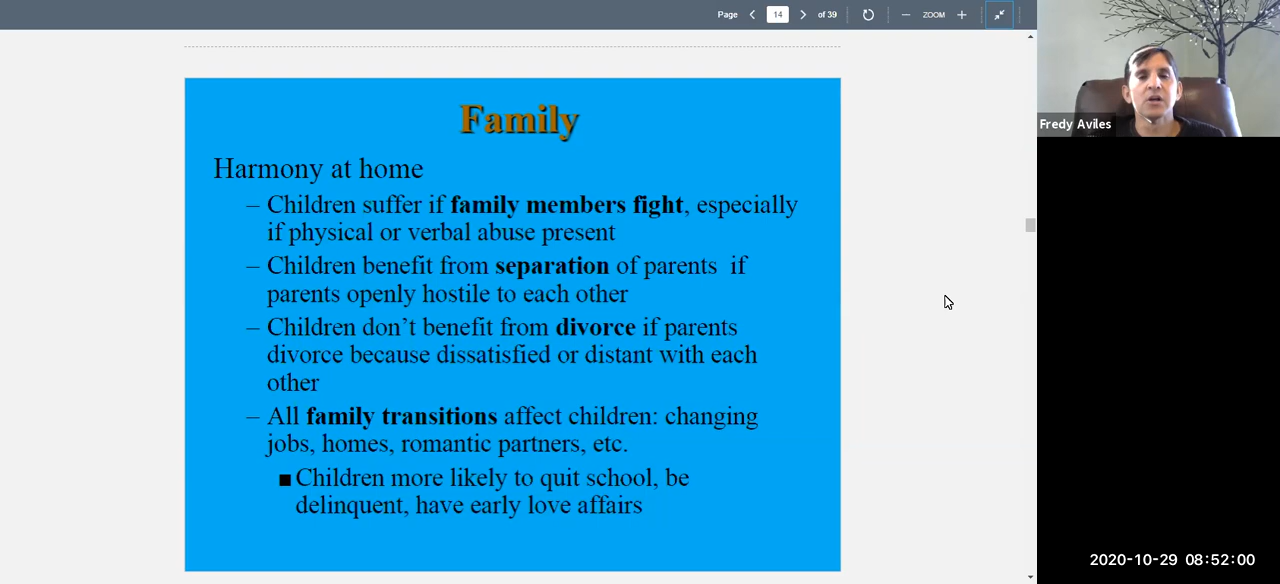 Page 14 of 39 ZOOM
Family
Harmony at home
– Children suffer if family members fight, especially
if physical or verbal abuse present
– Children benefit from separation of parents if
parents openly hostile to each other
– Children don’t benefit from divorce if parents
divorce because dissatisfied or distant with each
other
– All family transitions affect children: changing
jobs, homes, romantic partners, etc.
■ Children more likely to quit school, be
delinquent, have early love affairs
Fredy Aviles
2020-10-29 08:52:00